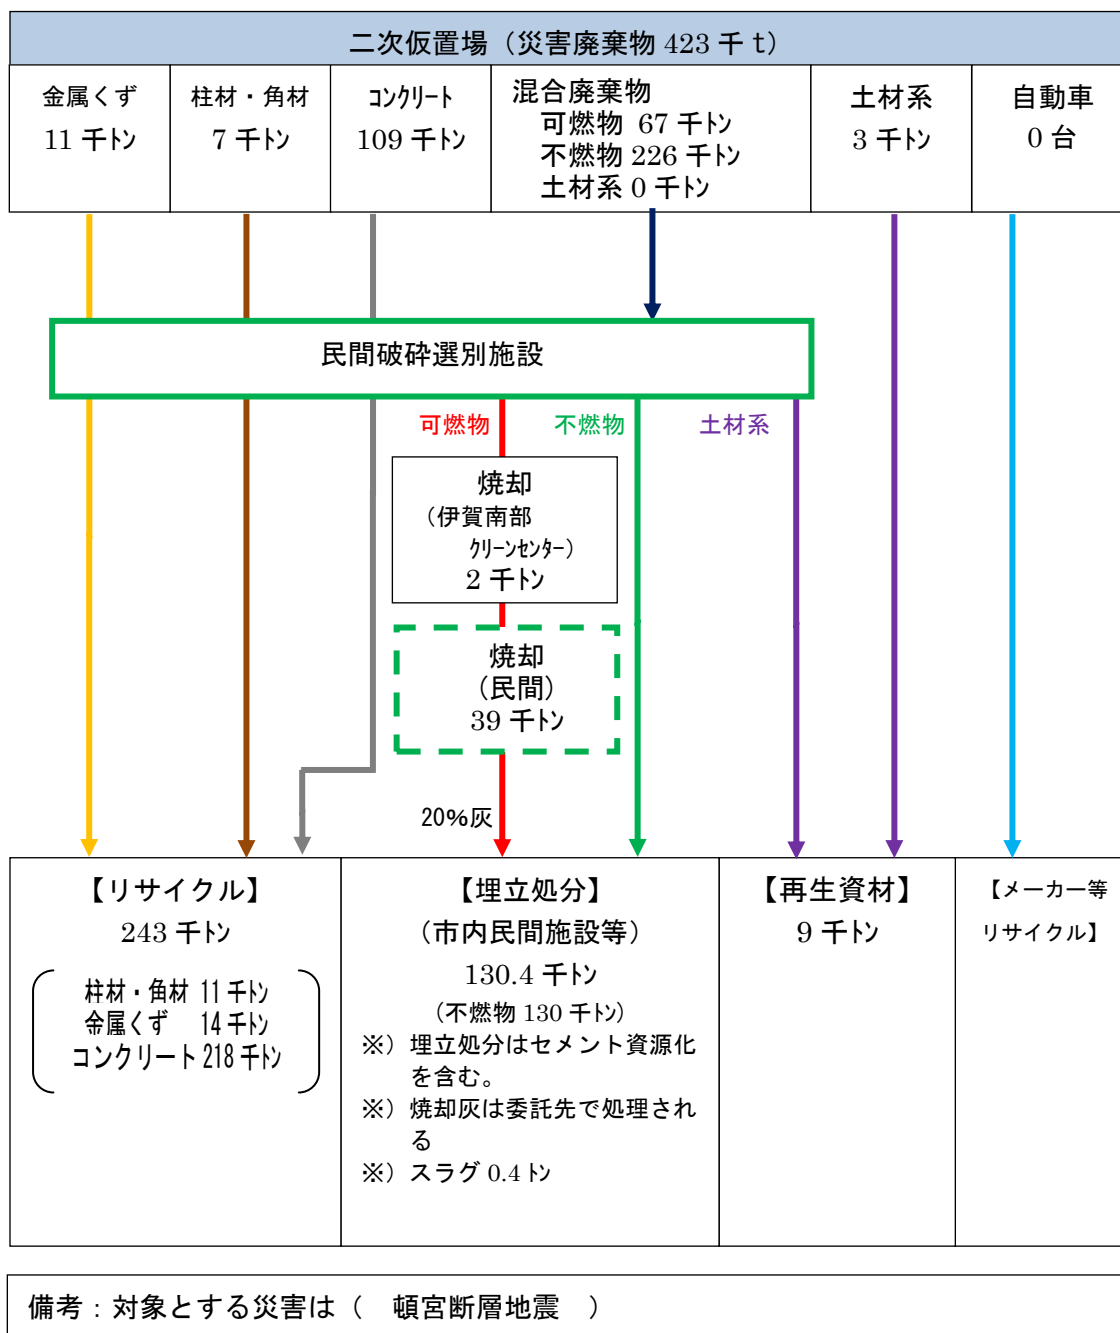 二次仮置場（災害廃棄物 423 千 t）
金属くず
11 千ﾄﾝ
柱材・角材
7 千ﾄﾝ
ｺﾝｸﾘｰﾄ
109 千ﾄﾝ
混合廃棄物
可燃物 67 千ﾄﾝ
不燃物 226 千ﾄﾝ
土材系 0 千ﾄﾝ
土材系
3 千ﾄﾝ
自動車
0 台
民間破砕選別施設
可燃物
不燃物
土材系
焼却
（伊賀南部
ｸﾘｰﾝｾﾝﾀｰ）
2 千ﾄﾝ
焼却
（民間）
39 千ﾄﾝ
20%灰
【リサイクル】
243 千ﾄﾝ
柱材・角材 11 千ﾄﾝ
金属くず 14 千ﾄﾝ
コンクリート 218 千ﾄﾝ
【埋立処分】
（市内民間施設等）
130.4 千ﾄﾝ
（不燃物 130 千ﾄﾝ）
※）埋立処分はセメント資源化
を含む。
※）焼却灰は委託先で処理され
る
※）スラグ 0.4 ﾄﾝ
【再生資材】
9 千ﾄﾝ
【メーカー等
リサイクル】
備考：対象とする災害は（　頓宮断層地震　）